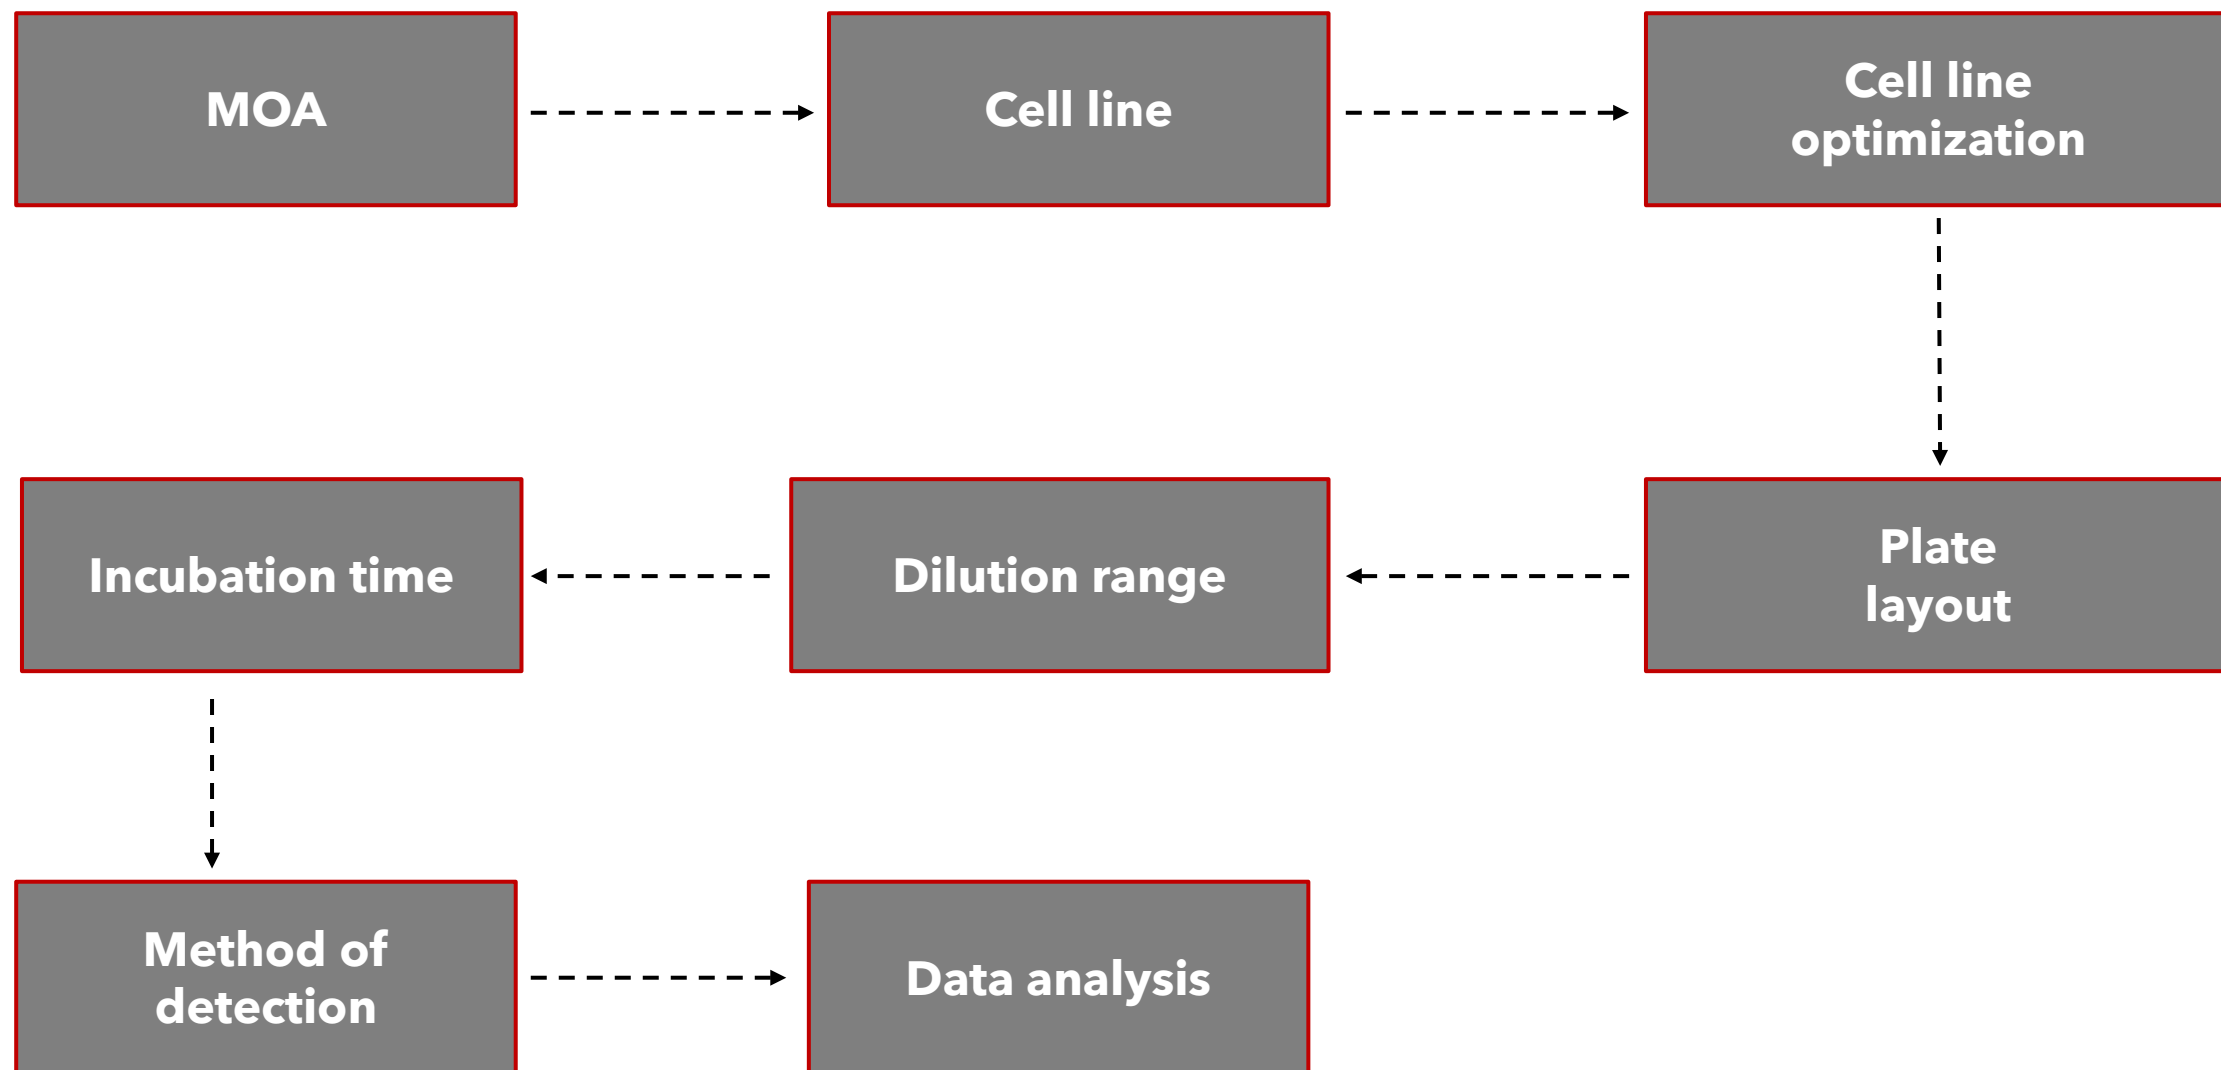 MOA
Cell line
Cell line
optimization
Incubation time
Dilution range
Plate
layout
Method of
detection
Data analysis